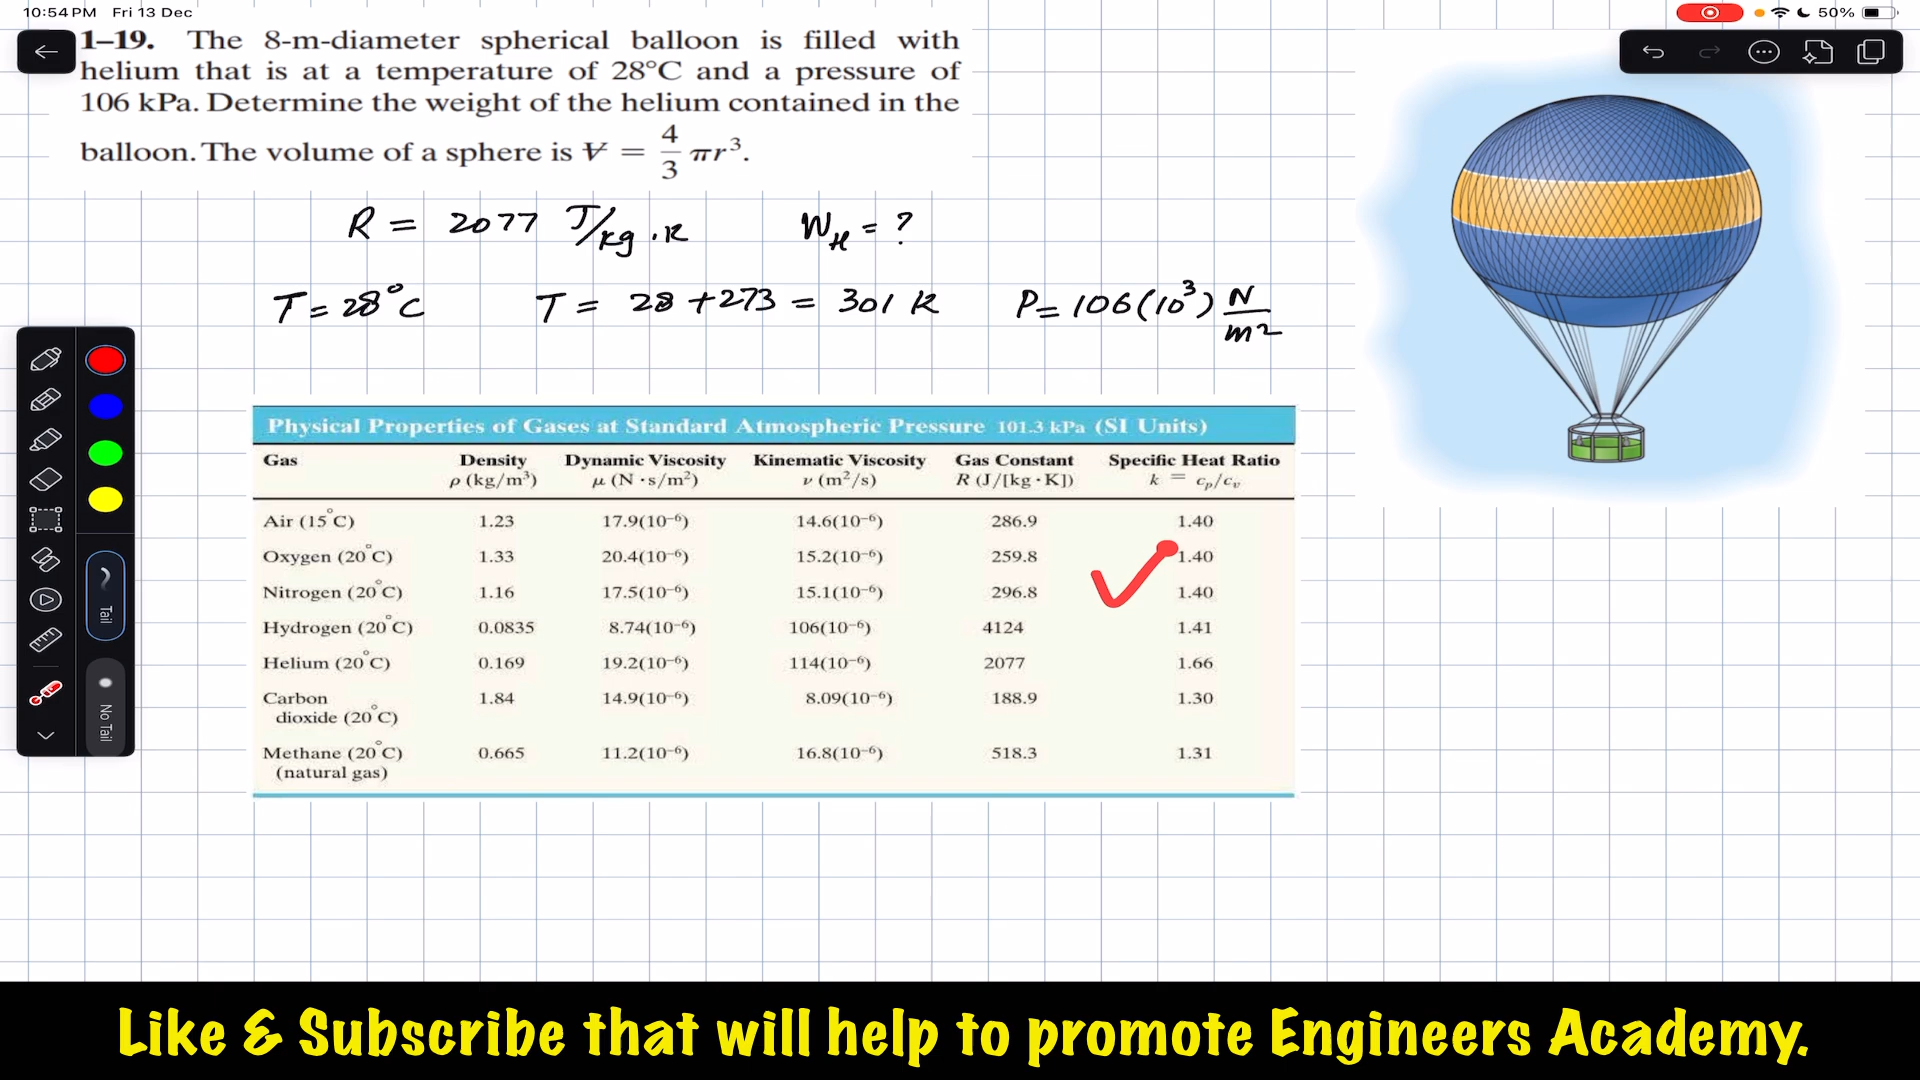 10:54 PM Fri 13 Dec
50%
1–19. The 8-m-diameter spherical balloon is filled with
helium that is at a temperature of 28°C and a pressure of
106 kPa. Determine the weight of the helium contained in the
balloon. The volume of a sphere is V = 4/3 πr³.
R = 2077 J/kg.K W_H = ?
T = 28°C T = 28 + 273 = 301 K P = 106(10³) N/m²
Physical Properties of Gases at Standard Atmospheric Pressure 101.3 kPa (SI Units)
Gas Density Dynamic Viscosity Kinematic Viscosity Gas Constant Specific Heat Ratio
ρ (kg/m³) μ (N·s/m²) ν (m²/s) R (J/[kg·K]) k = cp/cv
Air (15°C) 1.23 17.9(10⁻⁶) 14.6(10⁻⁶) 286.9 1.40
Oxygen (20°C) 1.33 20.4(10⁻⁶) 15.2(10⁻⁶) 259.8 1.40
Nitrogen (20°C) 1.16 17.5(10⁻⁶) 15.1(10⁻⁶) 296.8 1.40
Hydrogen (20°C) 0.0835 8.74(10⁻⁶) 106(10⁻⁶) 4124 1.41
Helium (20°C) 0.169 19.2(10⁻⁶) 114(10⁻⁶) 2077 1.66
Carbon 1.84 14.9(10⁻⁶) 8.09(10⁻⁶) 188.9 1.30
dioxide (20°C)
Methane (20°C) 0.665 11.2(10⁻⁶) 16.8(10⁻⁶) 518.3 1.31
(natural gas)
Tail
No Tail
Like & Subscribe that will help to promote Engineers Academy.